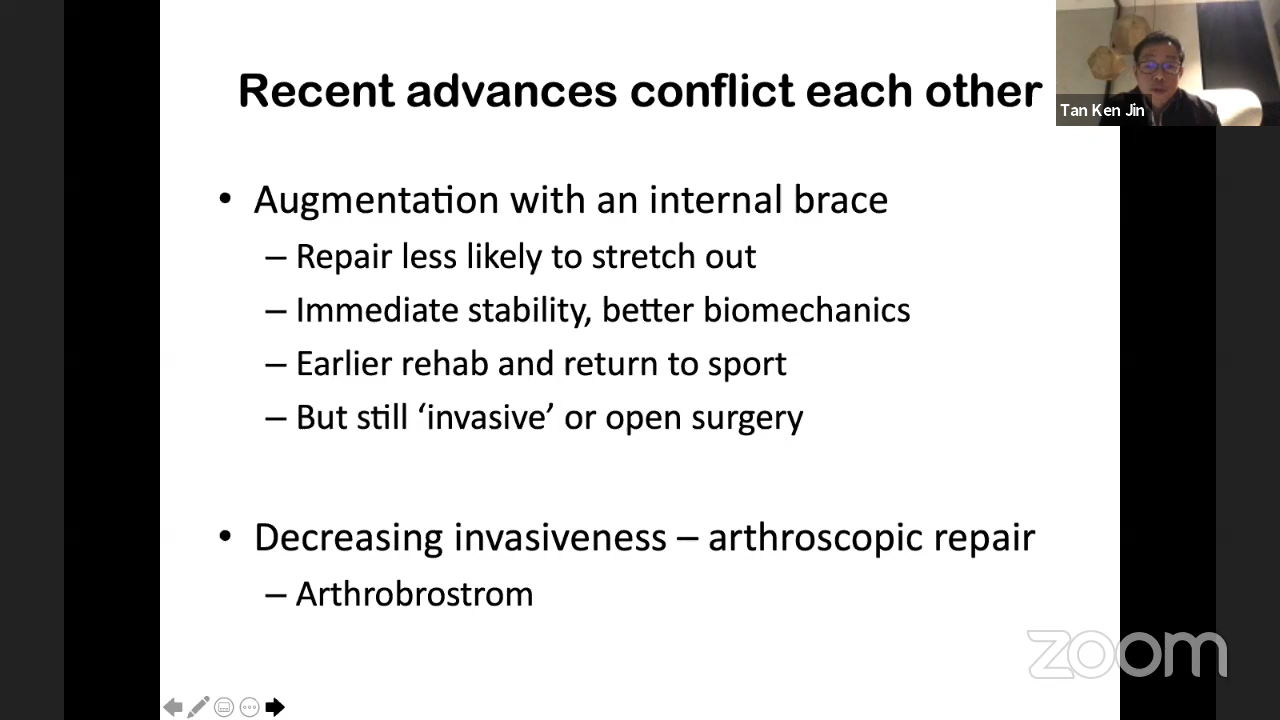 Recent advances conflict each other
Tan Ken Jin
• Augmentation with an internal brace
– Repair less likely to stretch out
– Immediate stability, better biomechanics
– Earlier rehab and return to sport
– But still ‘invasive’ or open surgery
• Decreasing invasiveness – arthroscopic repair
– Arthrobrostrom
zoom